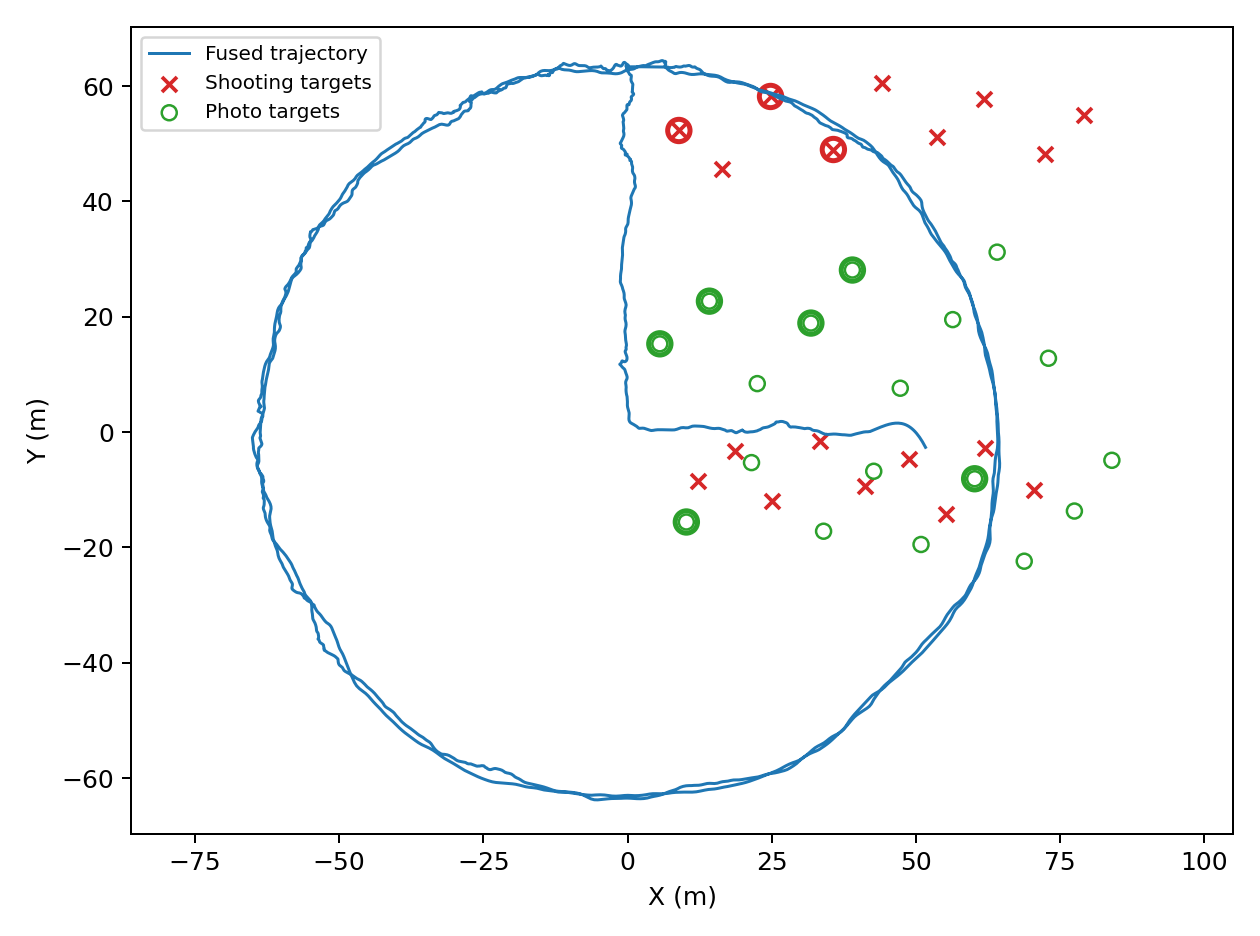 Fused trajectory
Shooting targets
Photo targets
60
40
20
0
−20
−40
−60
Y (m)
−75 −50 −25 0 25 50 75 100
X (m)